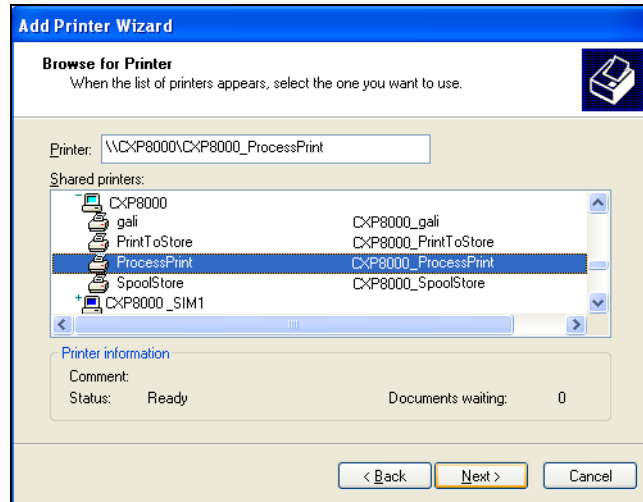 Add Printer Wizard
Browse for Printer
When the list of printers appears, select the one you want to use.
Printer: \\CXP8000\CXP8000_ProcessPrint
Shared printers:
CXP8000
gali CXP8000_gali
PrintToStore CXP8000_PrintToStore
ProcessPrint CXP8000_ProcessPrint
SpoolStore CXP8000_SpoolStore
CXP8000 _SIM1
Printer information
Comment:
Status: Ready Documents waiting: 0
< Back Next > Cancel